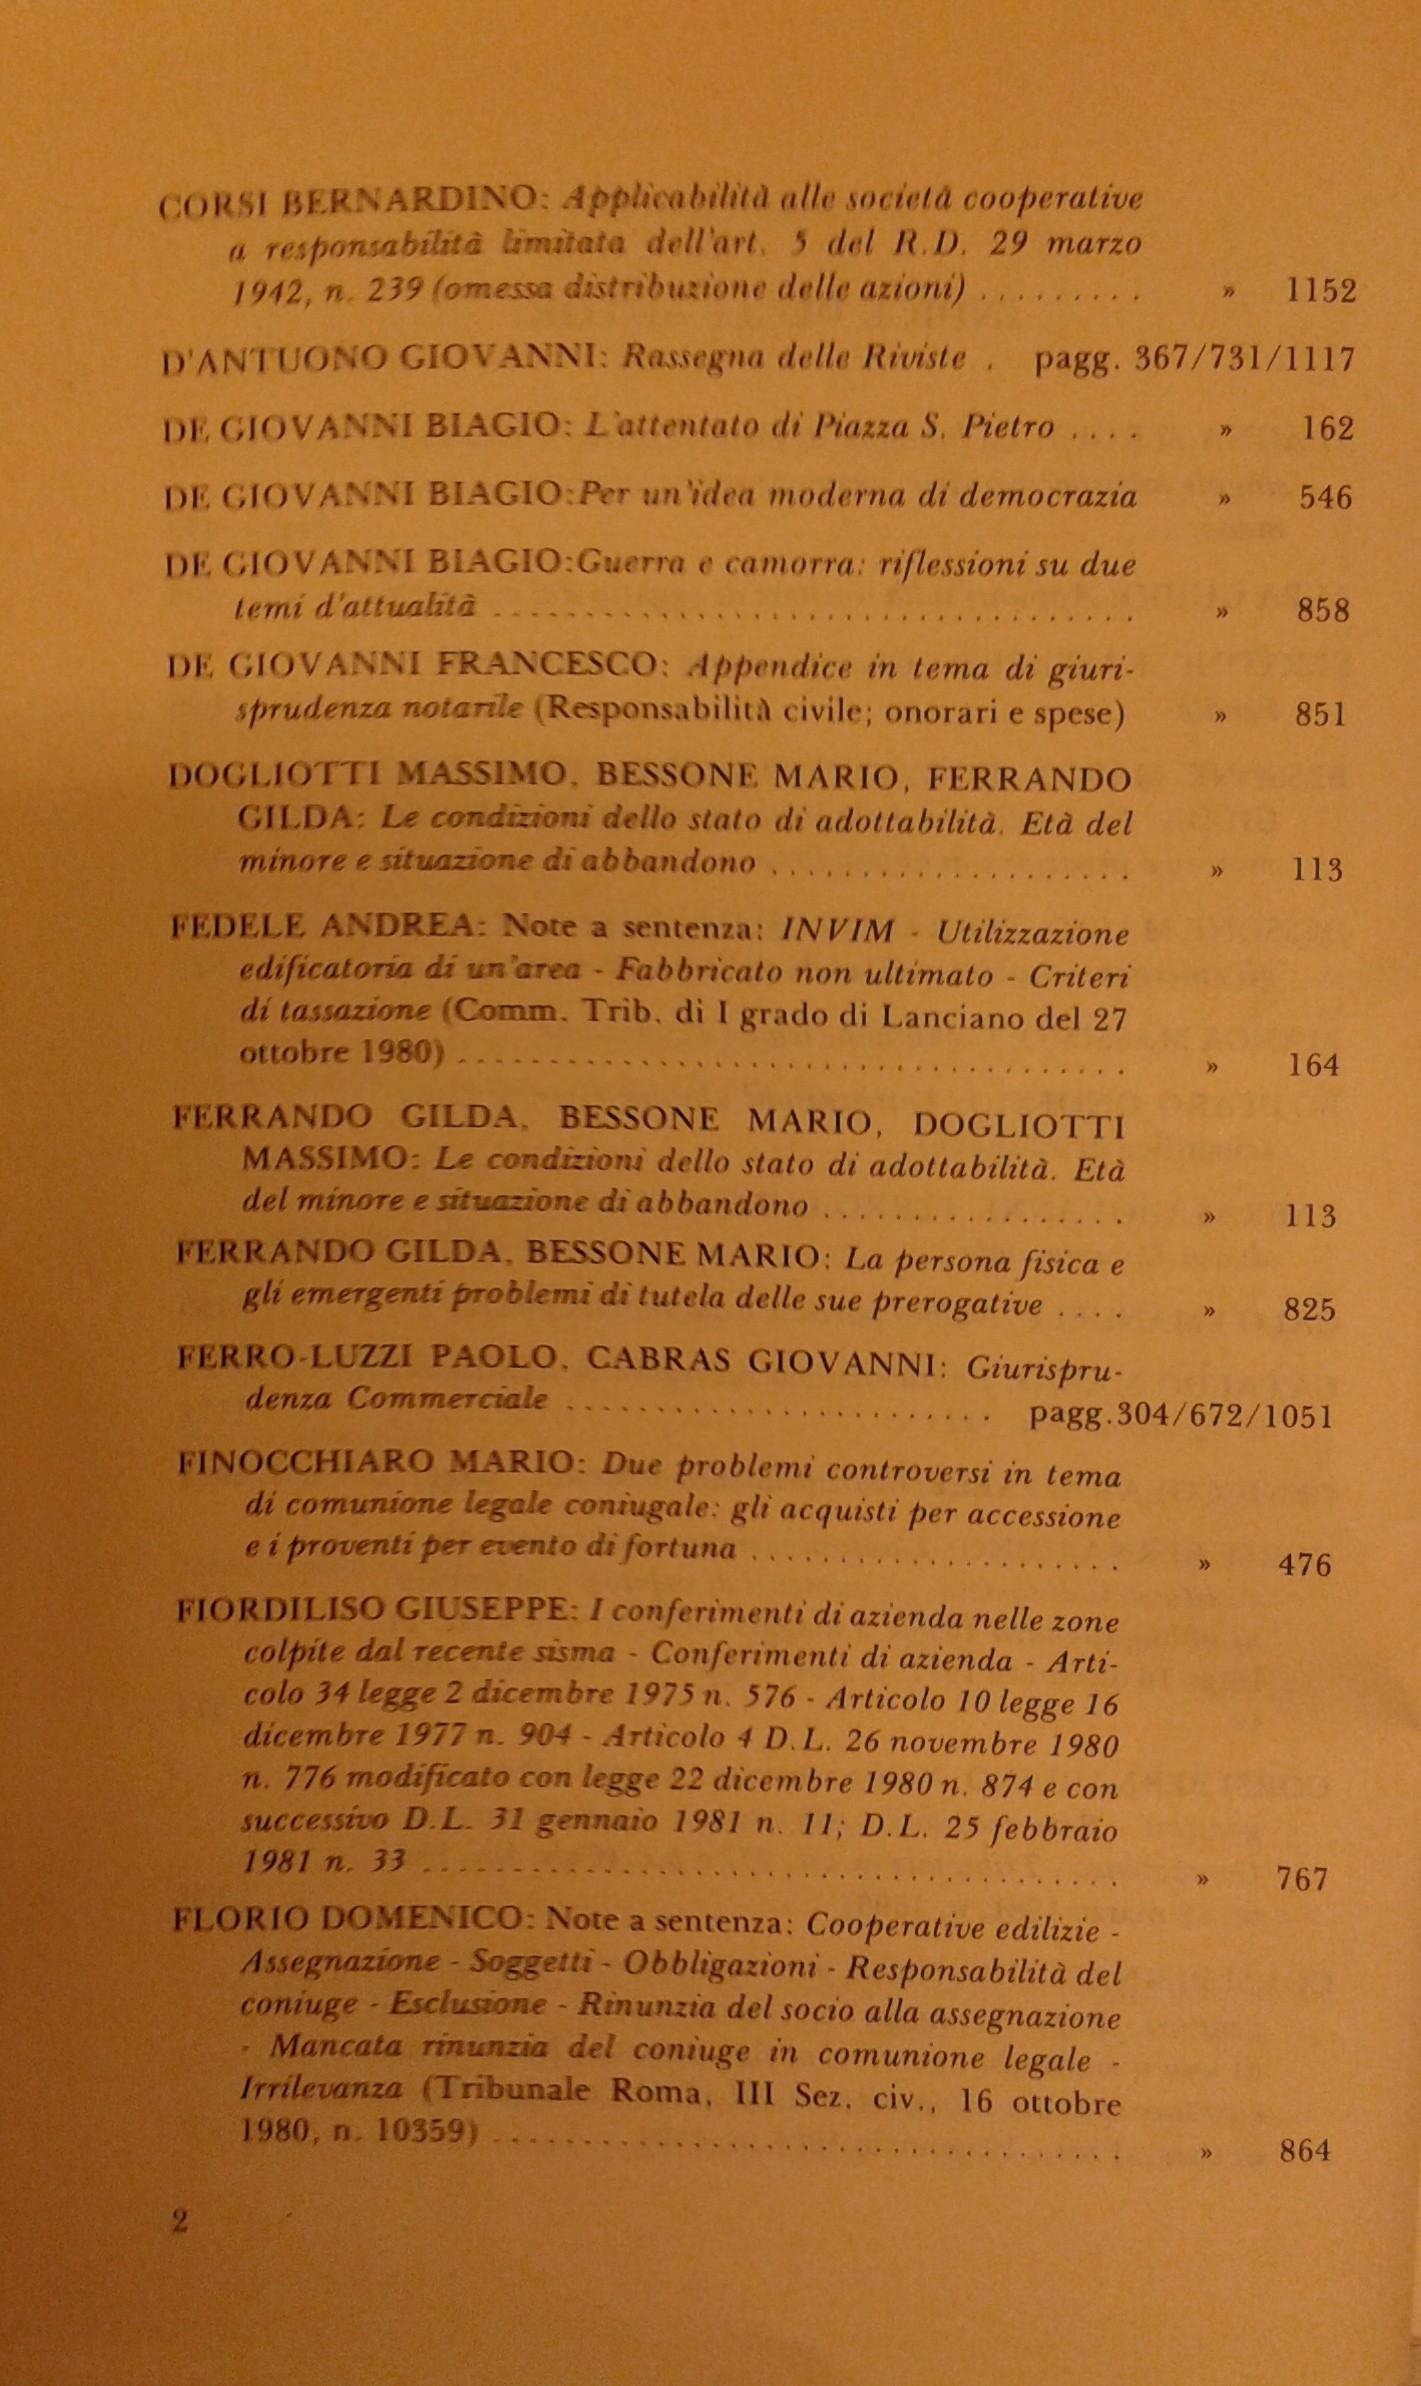 CORSI BERNARDINO: Applicabilità alle società cooperative
a responsabilità limitata dell'art. 5 del R.D. 29 marzo
1942, n. 239 (omessa distribuzione delle azioni) ......... » 1152
D'ANTUONO GIOVANNI: Rassegna delle Riviste . pagg. 367/731/1117
DE GIOVANNI BIAGIO: L'attentato di Piazza S. Pietro .... » 162
DE GIOVANNI BIAGIO:Per un'idea moderna di democrazia » 546
DE GIOVANNI BIAGIO:Guerra e camorra: riflessioni su due
temi d'attualità .................................... » 858
DE GIOVANNI FRANCESCO: Appendice in tema di giuri-
sprudenza notarile (Responsabilità civile; onorari e spese) » 851
DOGLIOTTI MASSIMO, BESSONE MARIO, FERRANDO
GILDA: Le condizioni dello stato di adottabilità. Età del
minore e situazione di abbandono .................... » 113
FEDELE ANDREA: Note a sentenza: INVIM - Utilizzazione
edificatoria di un'area - Fabbricato non ultimato - Criteri
di tassazione (Comm. Trib. di I grado di Lanciano del 27
ottobre 1980) ...................................... » 164
FERRANDO GILDA, BESSONE MARIO, DOGLIOTTI
MASSIMO: Le condizioni dello stato di adottabilità. Età
del minore e situazione di abbandono ................. » 113
FERRANDO GILDA, BESSONE MARIO: La persona fisica e
gli emergenti problemi di tutela delle sue prerogative .... » 825
FERRO-LUZZI PAOLO, CABRAS GIOVANNI: Giurispru-
denza Commerciale ........................ pagg.304/672/1051
FINOCCHIARO MARIO: Due problemi controversi in tema
di comunione legale coniugale: gli acquisti per accessione
e i proventi per evento di fortuna ..................... » 476
FIORDILISO GIUSEPPE: I conferimenti di azienda nelle zone
colpite dal recente sisma - Conferimenti di azienda - Arti-
colo 34 legge 2 dicembre 1975 n. 576 - Articolo 10 legge 16
dicembre 1977 n. 904 - Articolo 4 D.L. 26 novembre 1980
n. 776 modificato con legge 22 dicembre 1980 n. 874 e con
successivo D.L. 31 gennaio 1981 n. 11; D.L. 25 febbraio
1981 n. 33 ....................................... » 767
FLORIO DOMENICO: Note a sentenza: Cooperative edilizie -
Assegnazione - Soggetti - Obbligazioni - Responsabilità del
coniuge - Esclusione - Rinunzia del socio alla assegnazione
- Mancata rinunzia del coniuge in comunione legale -
Irrilevanza (Tribunale Roma, III Sez. civ., 16 ottobre
1980, n. 10359) ................................... » 864
2